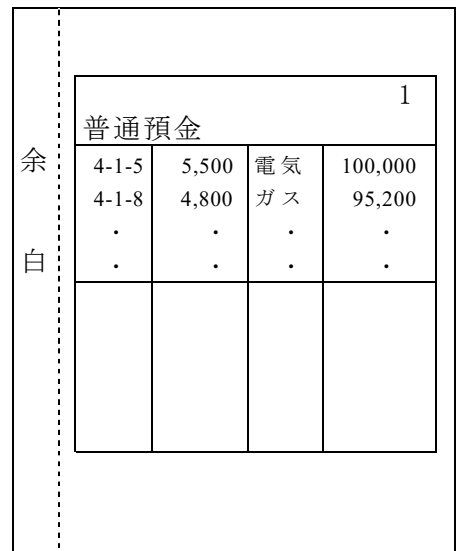 1
普通預金
余白
4-1-5 5,500 電気 100,000
4-1-8 4,800 ガス 95,200
・ ・ ・ ・
・ ・ ・ ・